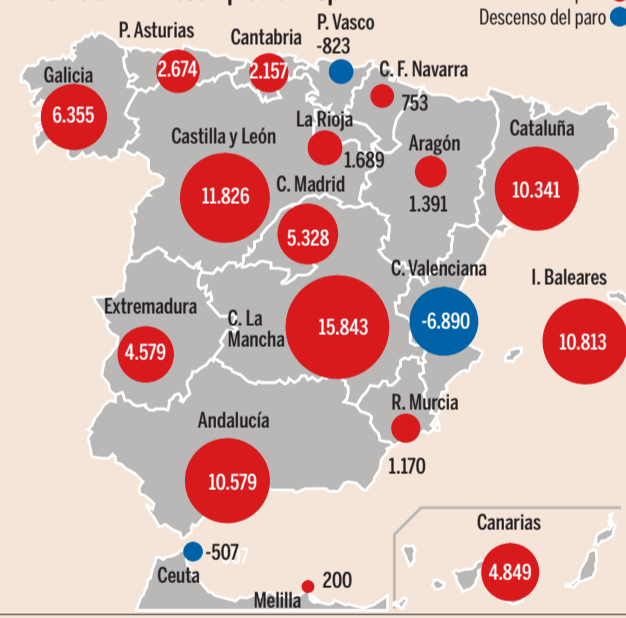 Descenso del paro
P. Asturias
2.674
Cantabria
2.157
P. Vasco
-823
C. F. Navarra
753
Galicia
6.355
La Rioja
1.689
Castilla y León
11.826
Aragón
1.391
Cataluña
10.341
C. Madrid
5.328
C. Valenciana
-6.890
I. Baleares
10.813
Extremadura
4.579
C. La
Mancha
15.843
R. Murcia
1.170
Andalucía
10.579
Ceuta
-507
Melilla
200
Canarias
4.849